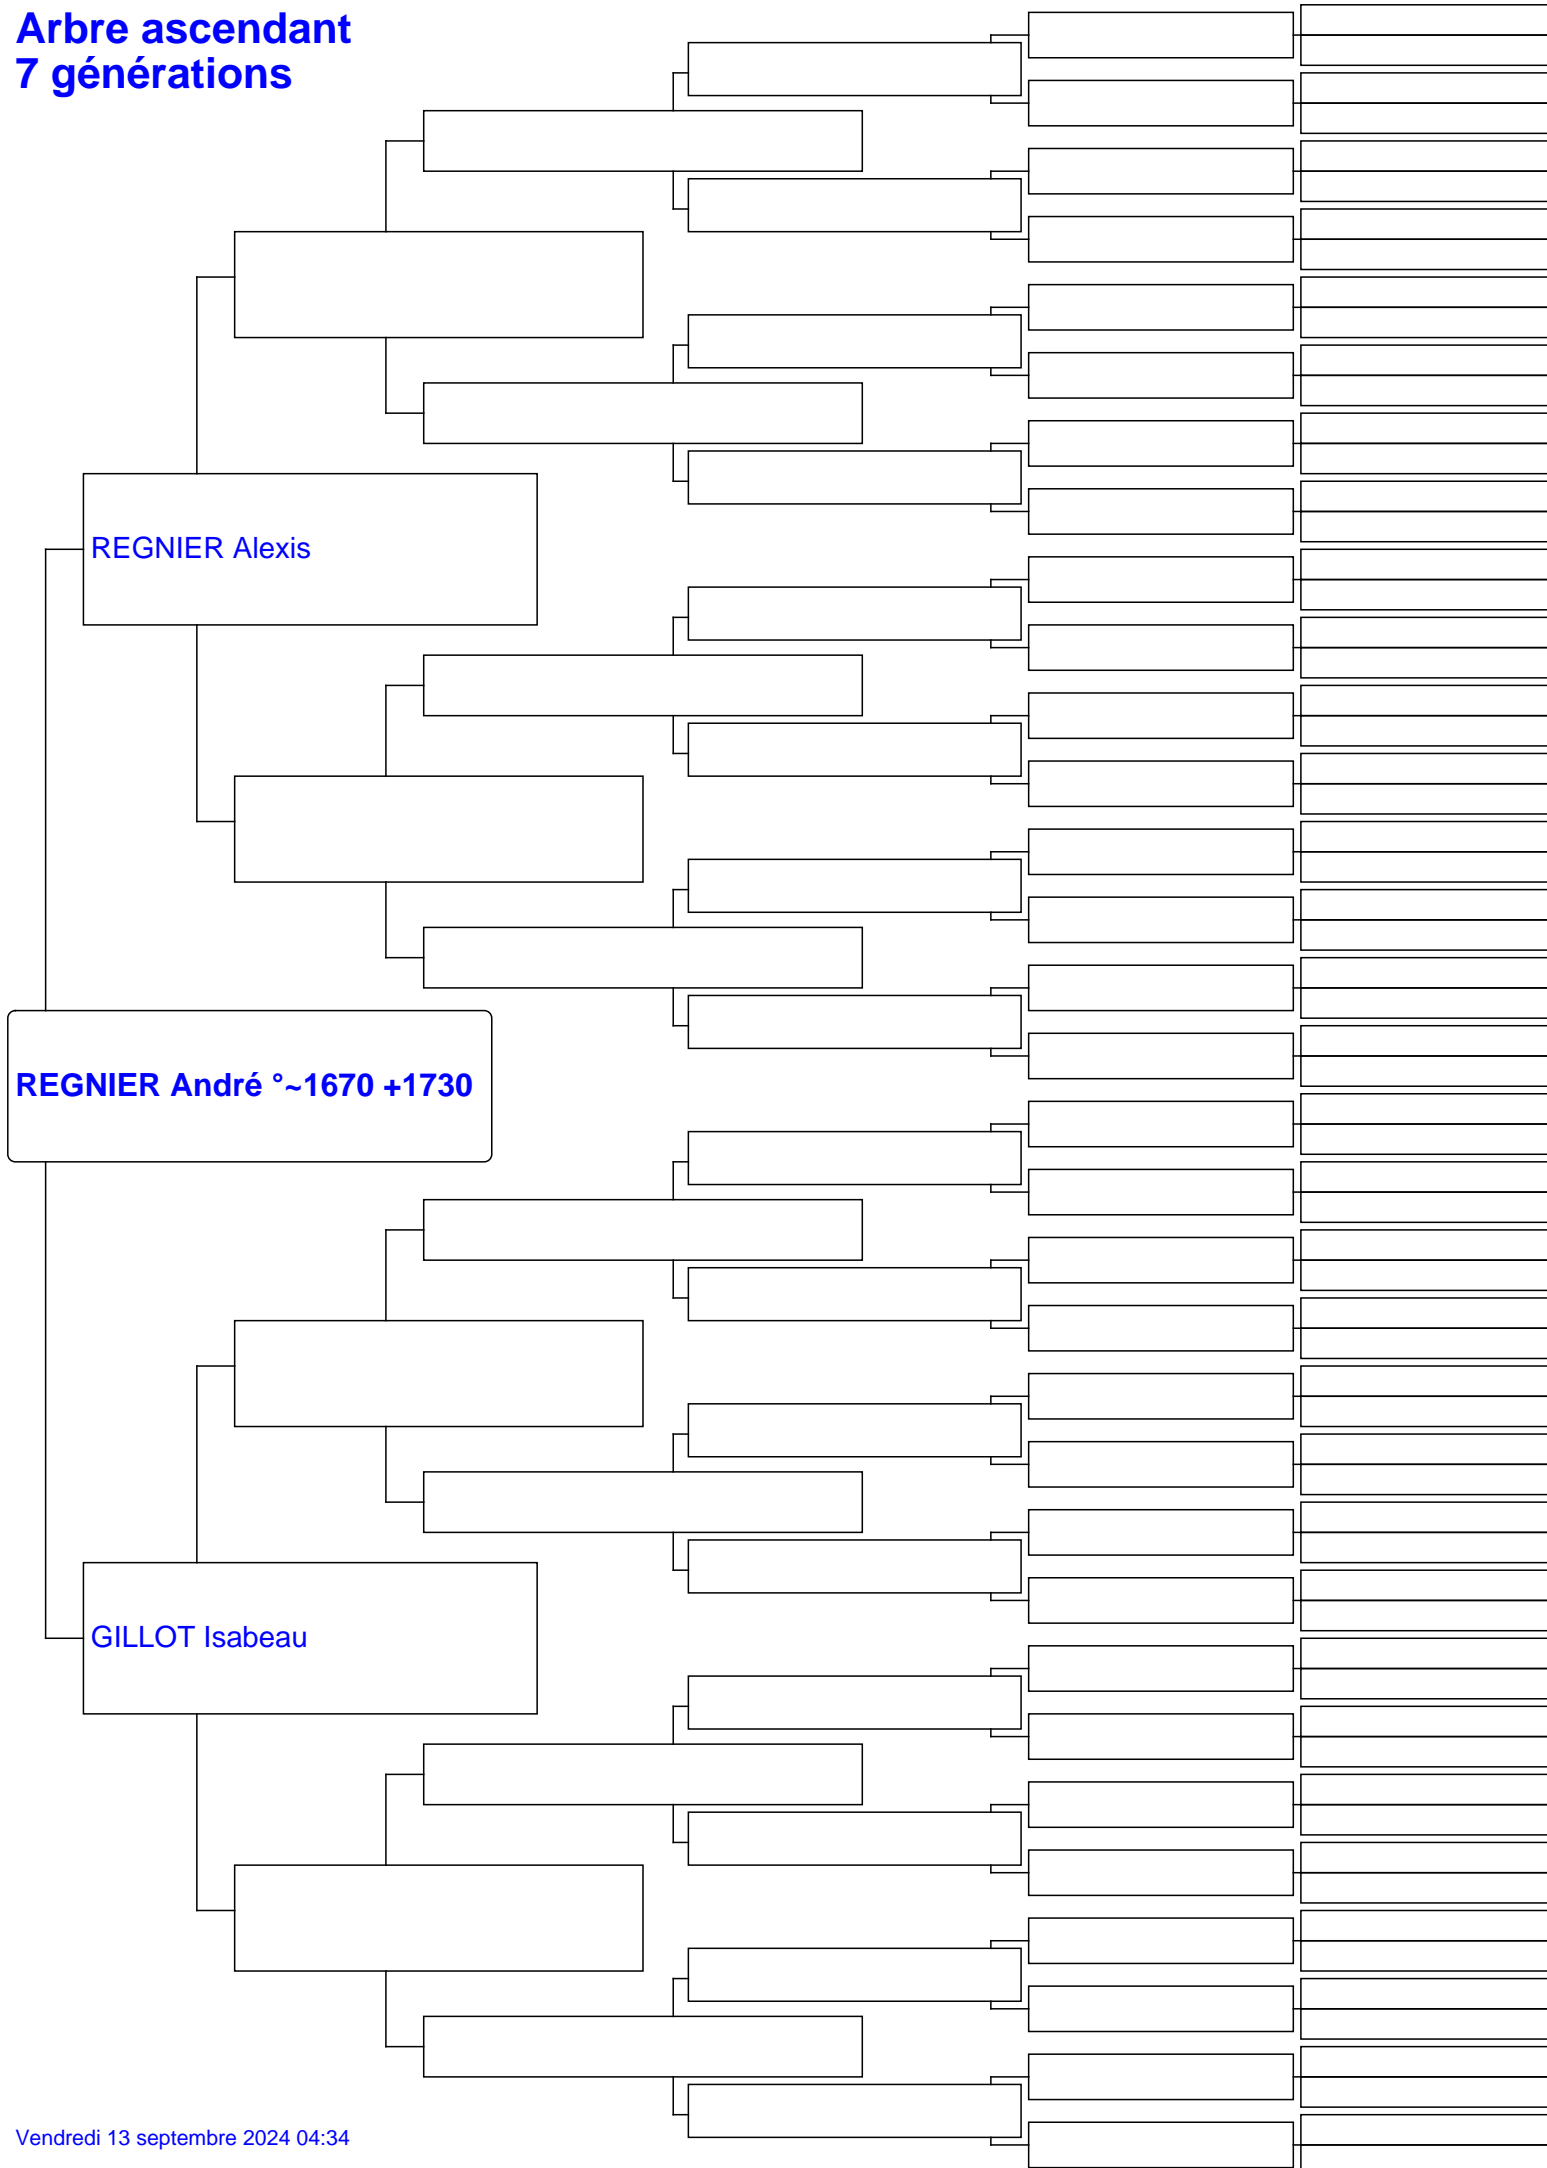 Arbre ascendant
7 générations
REGNIER Alexis
REGNIER André °~1670 +1730
GILLOT Isabeau
Vendredi 13 septembre 2024 04:34